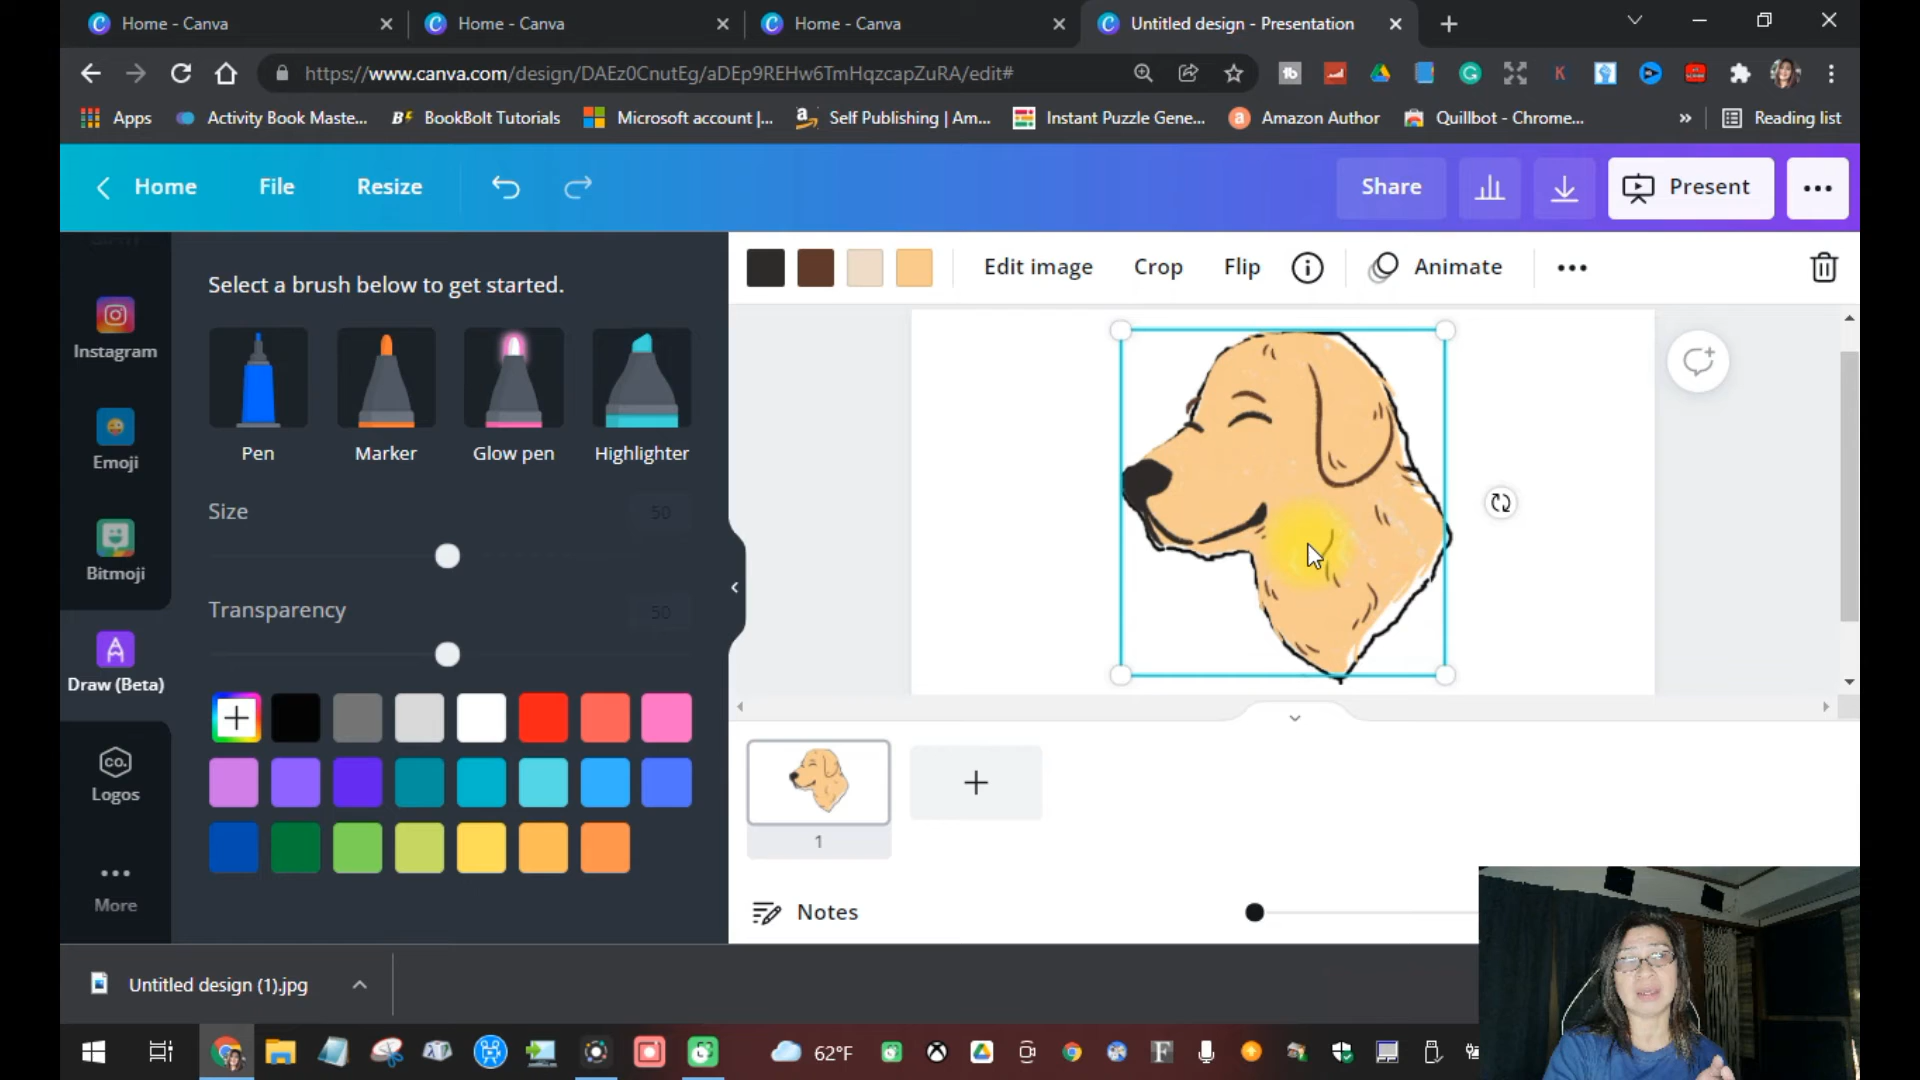 Home - Canva
Home - Canva
Home - Canva
Untitled design - Presentation
https://www.canva.com/design/DAEz0CnutEg/aDEp9REHw6TmHqzcapZuRA/edit#
Apps
Activity Book Maste...
BookBolt Tutorials
Microsoft account |...
Self Publishing | Am...
Instant Puzzle Gene...
Amazon Author
Quillbot - Chrome...
»
Reading list
Home
File
Resize
Share
Present
Select a brush below to get started.
Edit image
Crop
Flip
Animate
Instagram
Pen
Marker
Glow pen
Highlighter
Emoji
Size
50
Bitmoji
Transparency
50
Draw (Beta)
CO.
Logos
1
More
Notes
Untitled design (1).jpg
62°F